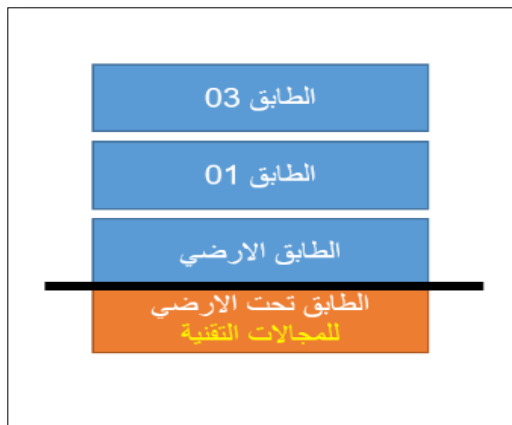 الطابق 03
الطابق 01
الطابق الارضي
الطابق تحت الارضي
للمجالات التقنية